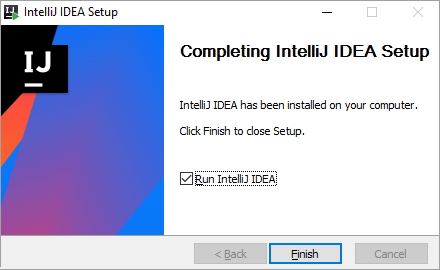 IntelliJ IDEA Setup
IJ
Completing IntelliJ IDEA Setup
IntelliJ IDEA has been installed on your computer.
Click Finish to close Setup.
Run IntelliJ IDEA
< Back
Finish
Cancel